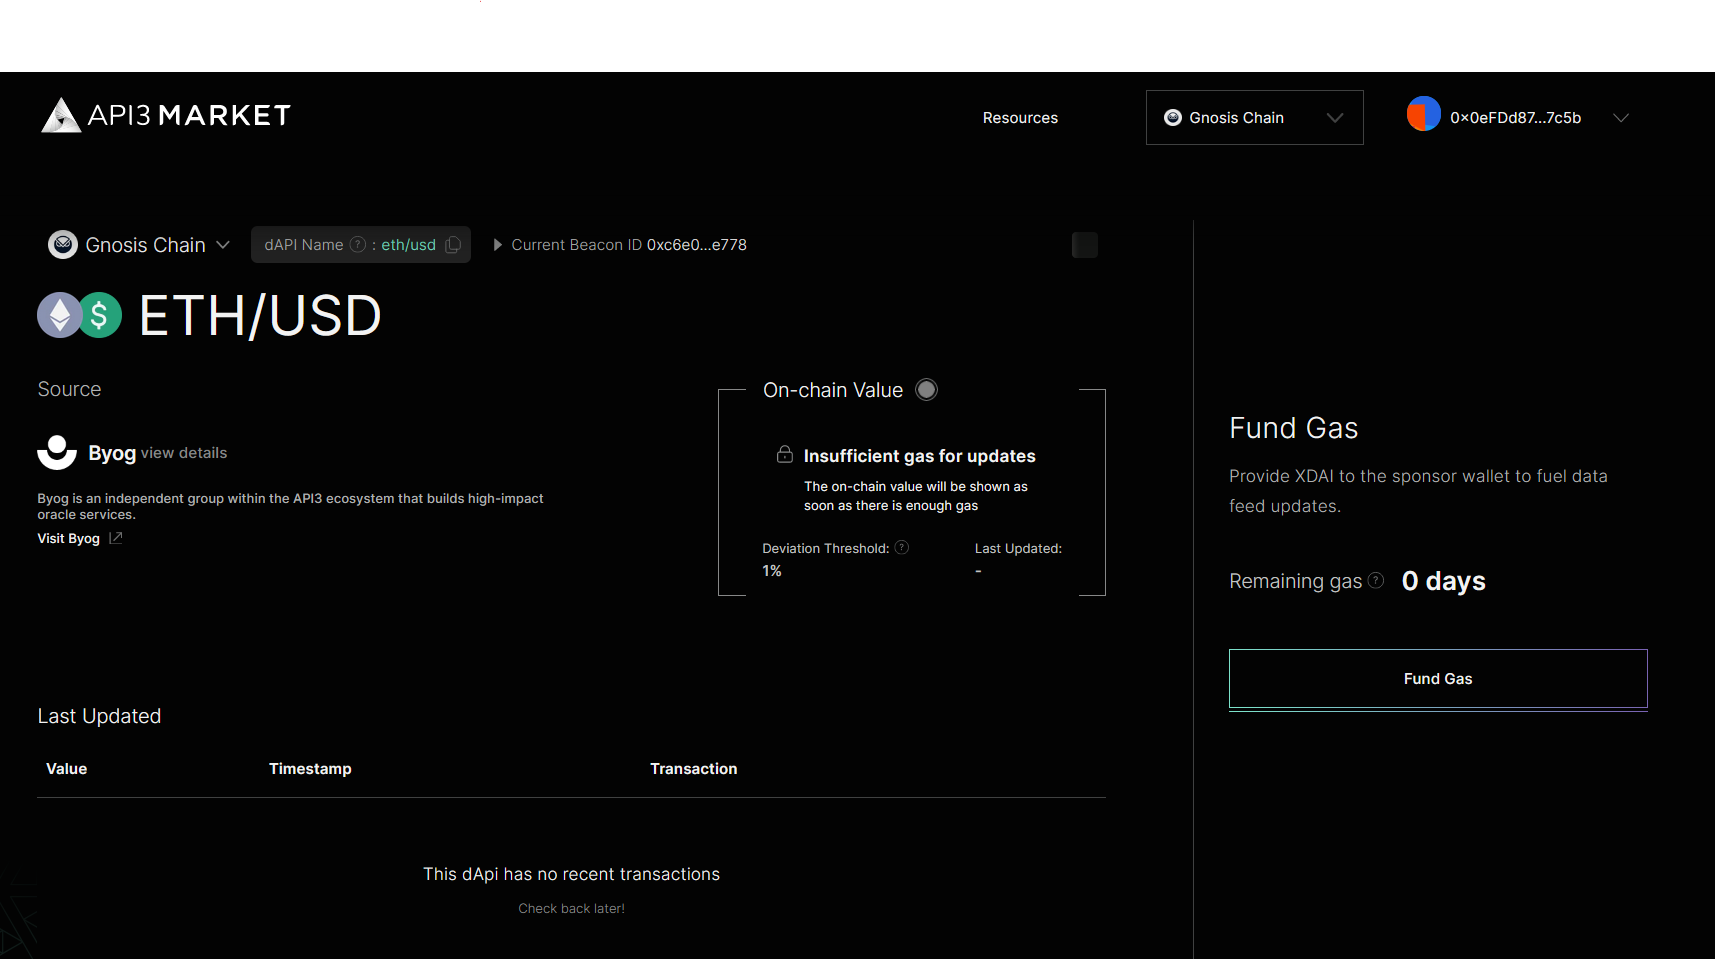 API3 MARKET
Resources
Gnosis Chain
0x0eFDd87...7c5b
Gnosis Chain
dAPI Name ? : eth/usd
Current Beacon ID 0xc6e0...e778
$ ETH/USD
Source
Byog view details
Byog is an independent group within the API3 ecosystem that builds high-impact
oracle services.
Visit Byog
On-chain Value
Insufficient gas for updates
The on-chain value will be shown as
soon as there is enough gas
Deviation Threshold: ?
1%
Last Updated:
-
Fund Gas
Provide XDAI to the sponsor wallet to fuel data
feed updates.
Remaining gas ? 0 days
Fund Gas
Last Updated
Value Timestamp Transaction
This dApi has no recent transactions
Check back later!